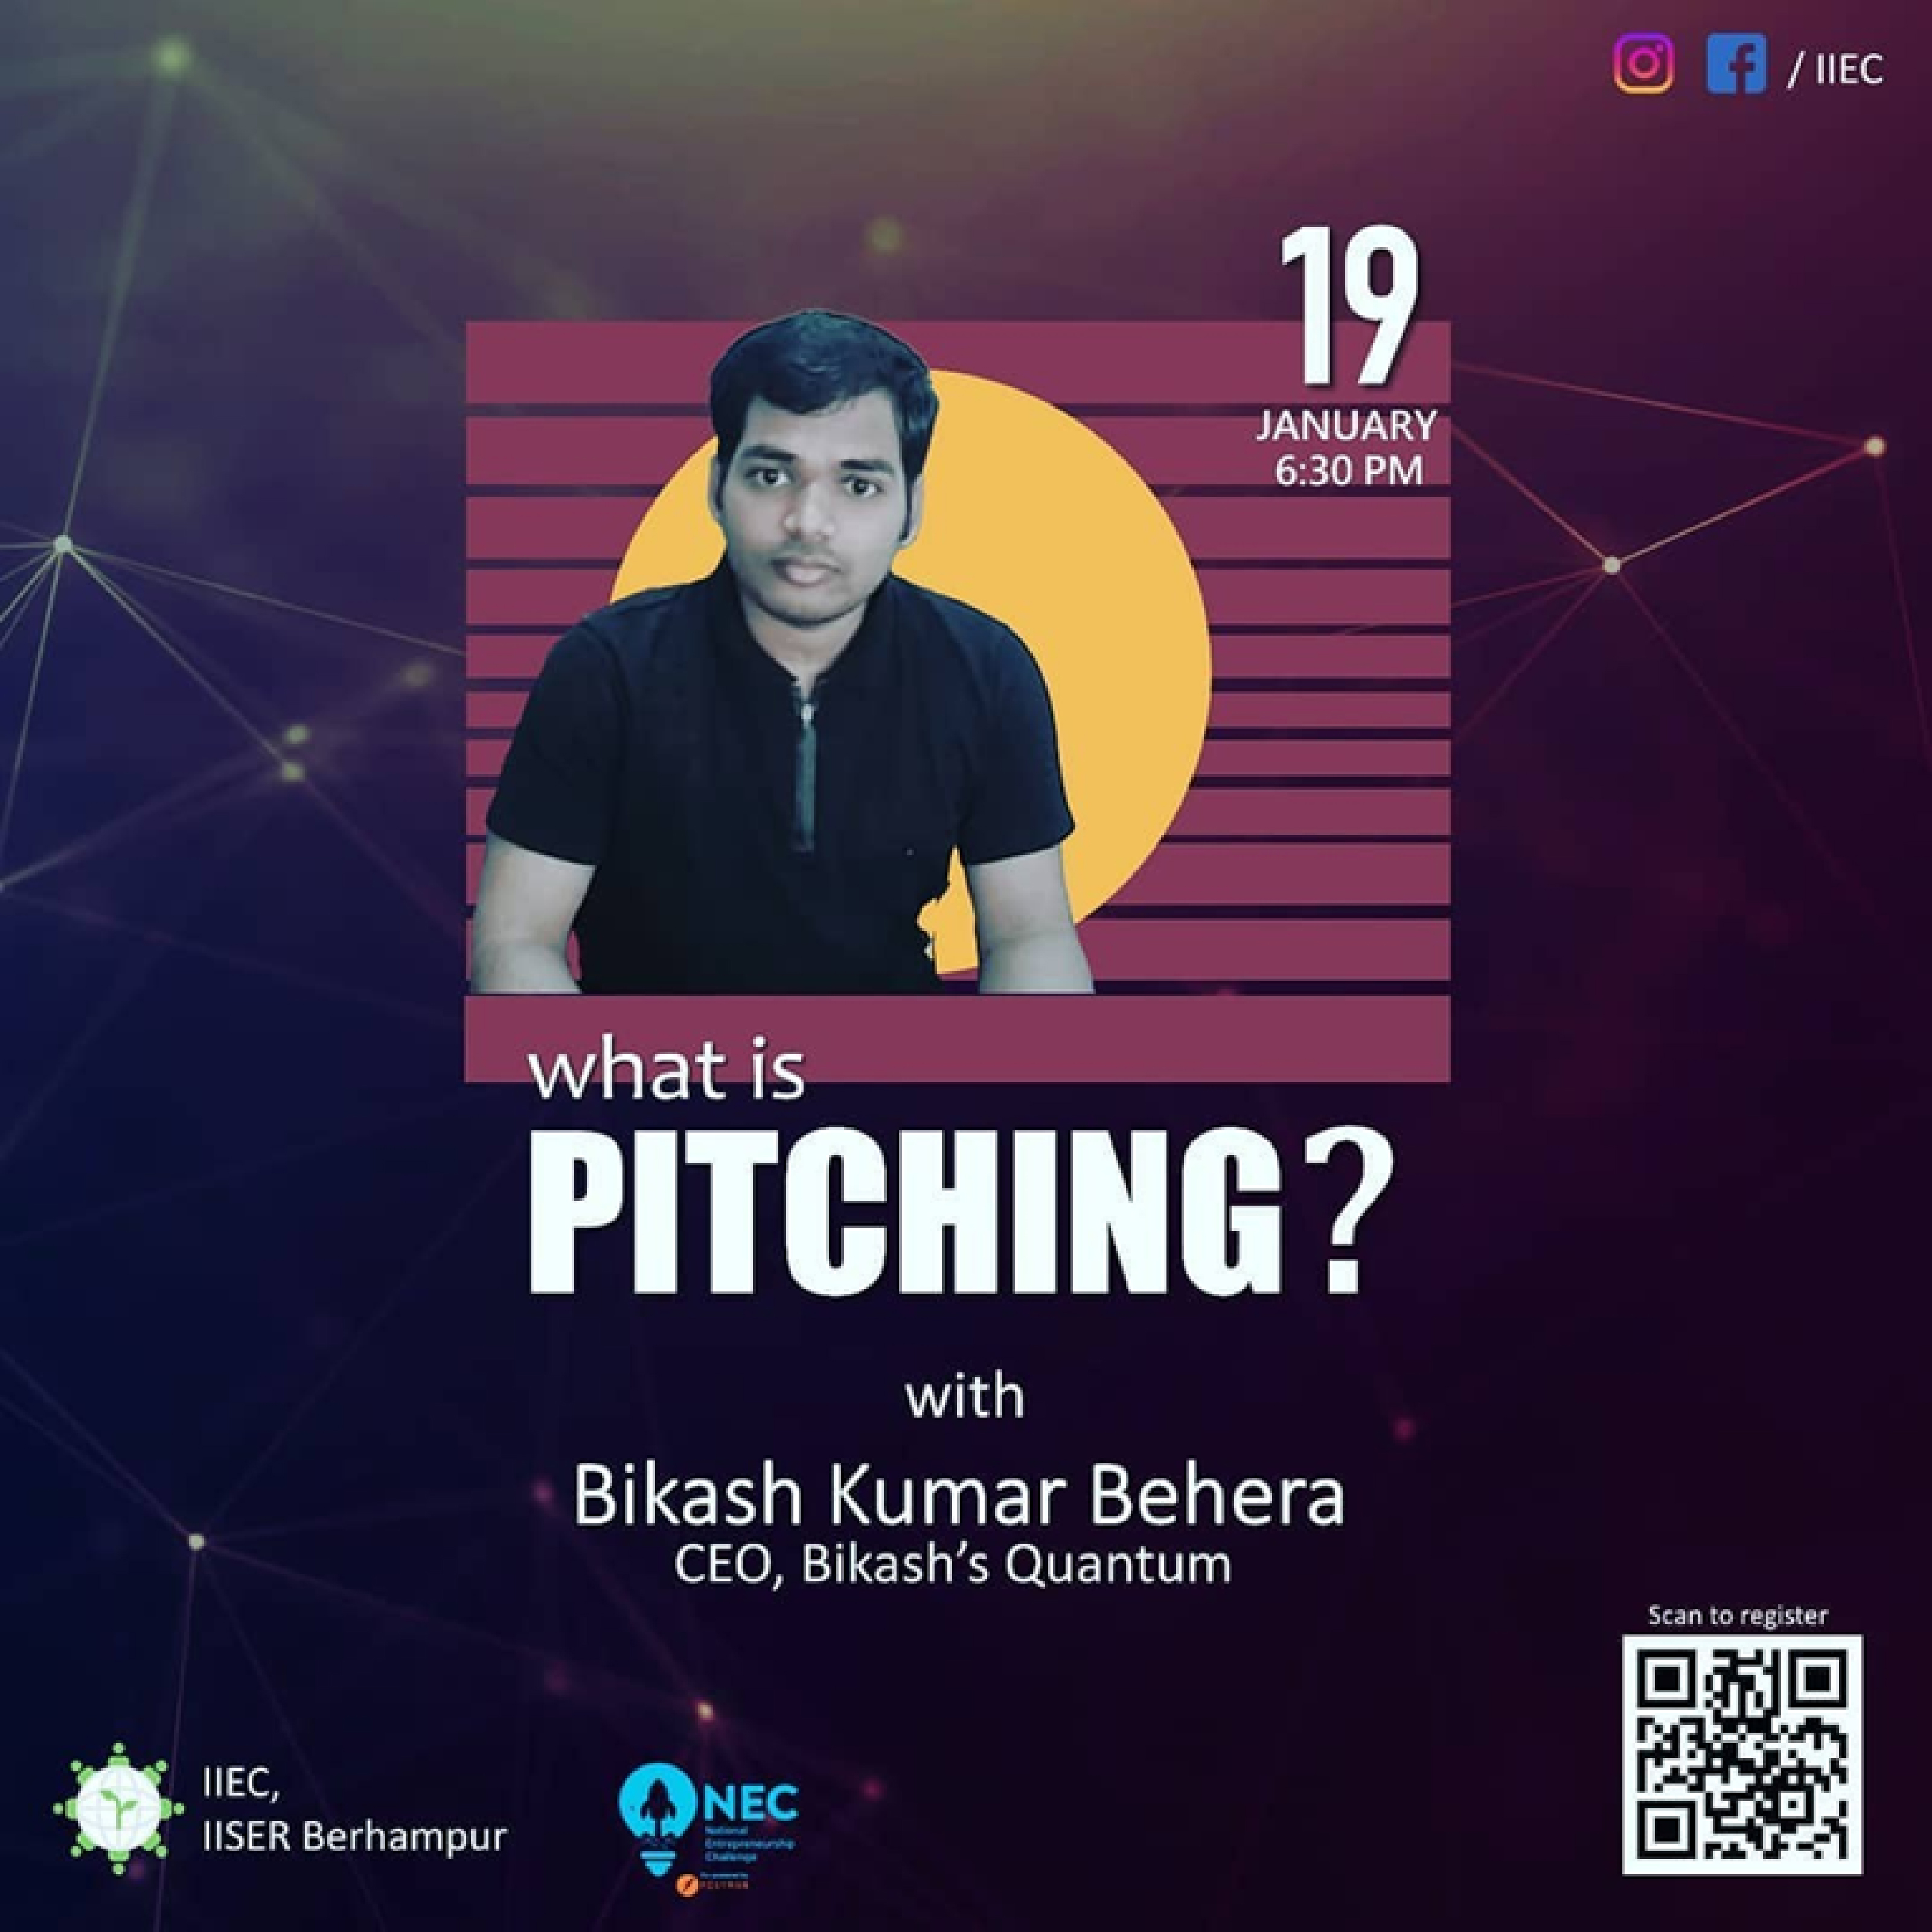 / IIEC
19
JANUARY
6:30 PM
what is
PITCHING?
with
Bikash Kumar Behera
CEO, Bikash's Quantum
Scan to register
IIEC,
IISER Berhampur
NEC
National
Entrepreneurship
Challenge
POSTMAN